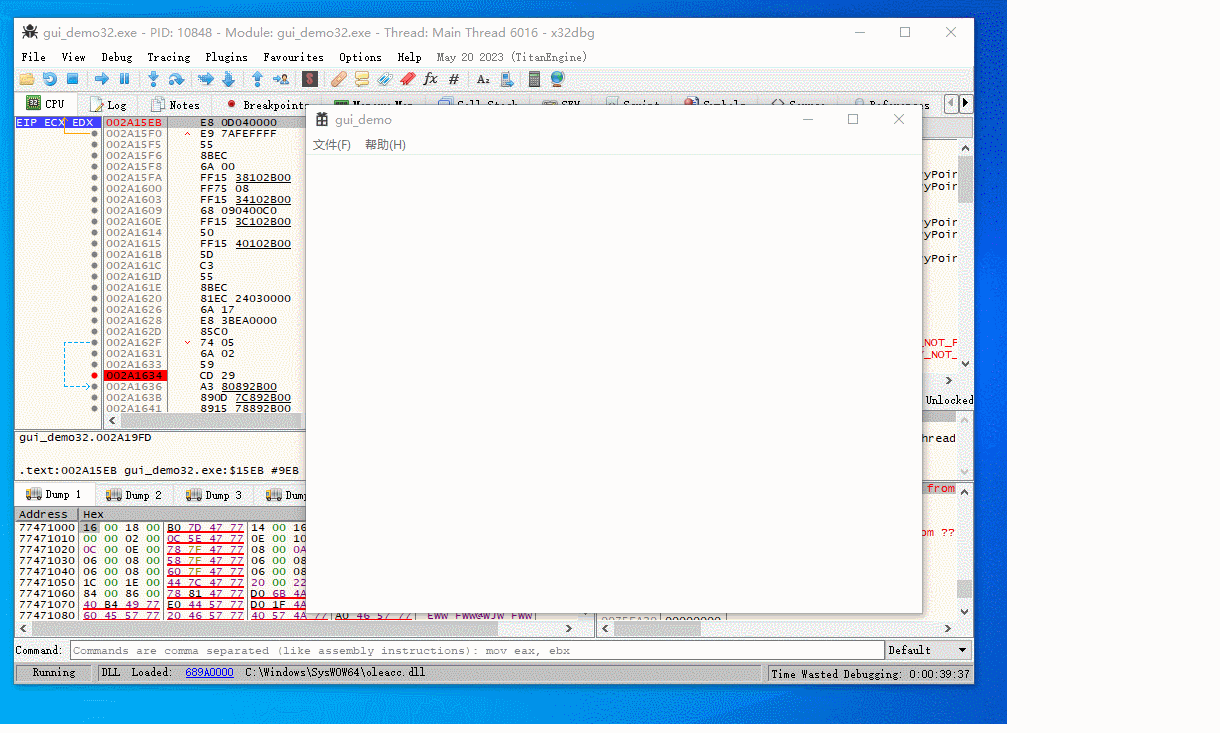 gui_demo32.exe - PID: 10848 - Module: gui_demo32.exe - Thread: Main Thread 6016 - x32dbg
File View Debug Tracing Plugins Favourites Options Help May 20 2023 (TitanEngine)
CPU Log Notes Breakpoints
gui_demo
文件(F) 帮助(H)
EIP ECX EDX
002A15EB E8 0D040000
002A15F0 E9 7AFEFFFF
002A15F5 55
002A15F6 8BEC
002A15F8 6A 00
002A15FA FF15 38102B00
002A1600 FF75 08
002A1603 FF15 34102B00
002A1609 68 090400C0
002A160E FF15 3C102B00
002A1614 50
002A1615 FF15 40102B00
002A161B 5D
002A161C C3
002A161D 55
002A161E 8BEC
002A1620 81EC 24030000
002A1626 6A 17
002A1628 E8 3BEA0000
002A162D 85C0
002A162F 74 05
002A1631 6A 02
002A1633 59
002A1634 CD 29
002A1636 A3 80892B00
002A163B 890D 7C892B00
002A1641 8915 78892B00
yPoin
yPoin
yPoin
yPoin
yPoin
_NOT_F
_NOT_
Unlocked
gui_demo32.002A19FD
hread
.text:002A15EB gui_demo32.exe:$15EB #9EB
Dump 1 Dump 2 Dump 3
from
Address Hex
77471000 16 00 18 00 B0 7D 47 77 14 00 16
77471010 00 00 02 00 0C 5E 47 77 0E 00 10
77471020 0C 00 0E 00 78 7F 47 77 08 00 0A
77471030 06 00 08 00 58 7F 47 77 06 00 08
77471040 06 00 08 00 60 7F 47 77 06 00 08
77471050 1C 00 1E 00 44 7C 47 77 20 00 22
77471060 84 00 86 00 78 81 47 77 D0 6B 4A
77471070 40 B4 49 77 E0 44 57 77 D0 1F 4A
77471080 60 45 57 77 20 46 57 77 40 57 4A 77 A0 46 57 77
om ??
Command: Commands are comma separated (like assembly instructions): mov eax, ebx Default
Running DLL Loaded: 689A0000 C:\Windows\SysWOW64\oleacc.dll Time Wasted Debugging: 0:00:39:37